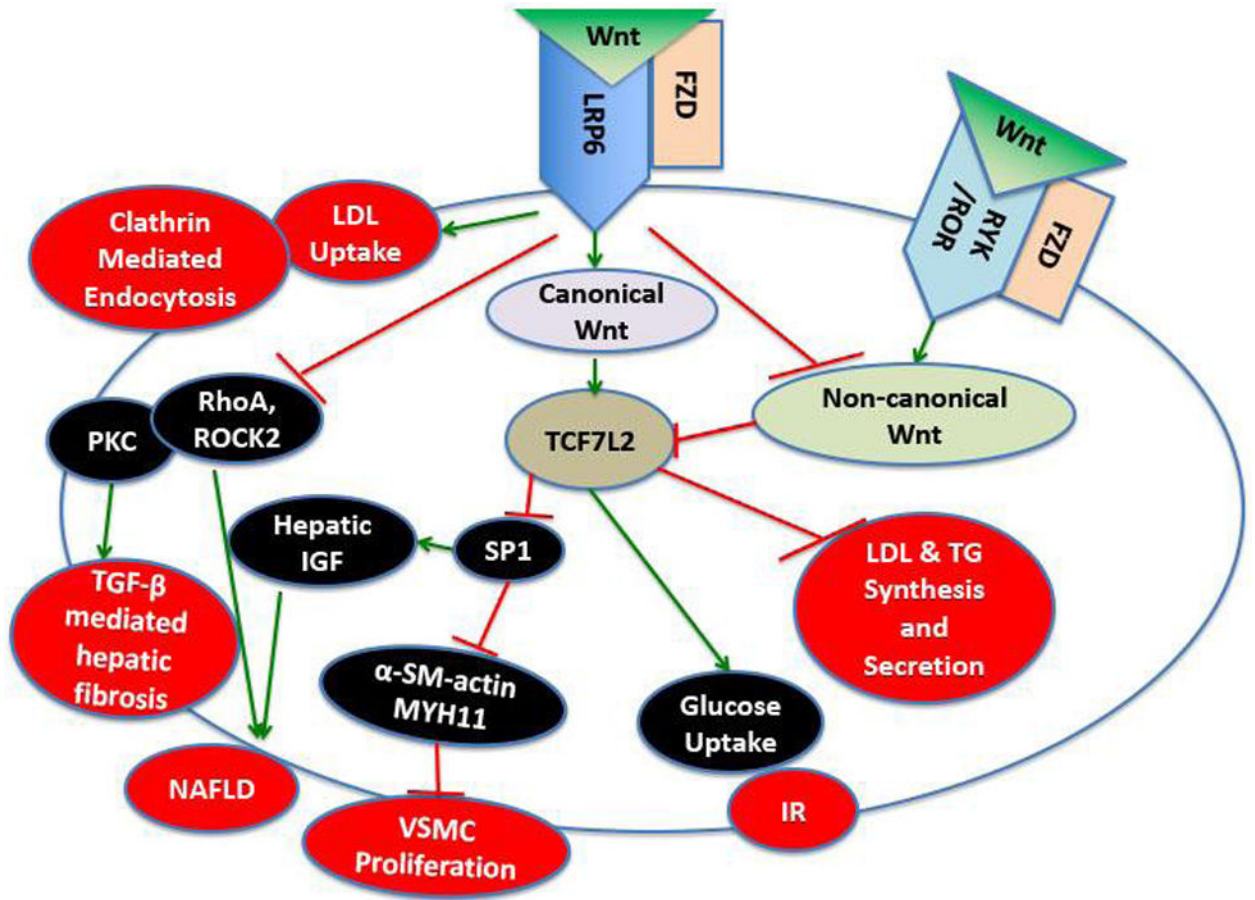 Wnt
LRP6
FZD
Wnt
RYK
/ROR
FZD
Clathrin
Mediated
Endocytosis
LDL
Uptake
Canonical
Wnt
RhoA,
ROCK2
PKC
TCF7L2
Non-canonical
Wnt
Hepatic
IGF
SP1
LDL & TG
Synthesis
and
Secretion
TGF-β
mediated
hepatic
fibrosis
α-SM-actin
MYH11
Glucose
Uptake
NAFLD
VSMC
Proliferation
IR